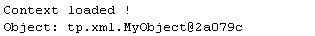 Context loaded !
Object: tp.xml.MyObject@2a079c